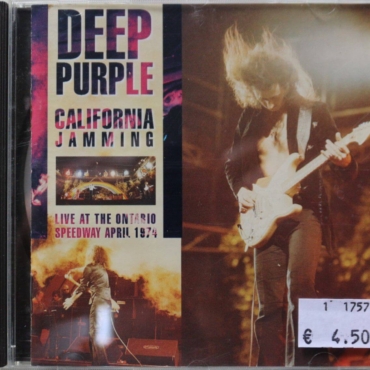 DEEP
PURPLE
CALIFORNIA
JAMMING
LIVE AT THE ONTARIO
SPEEDWAY APRIL 1974
1 1757
€ 4.50